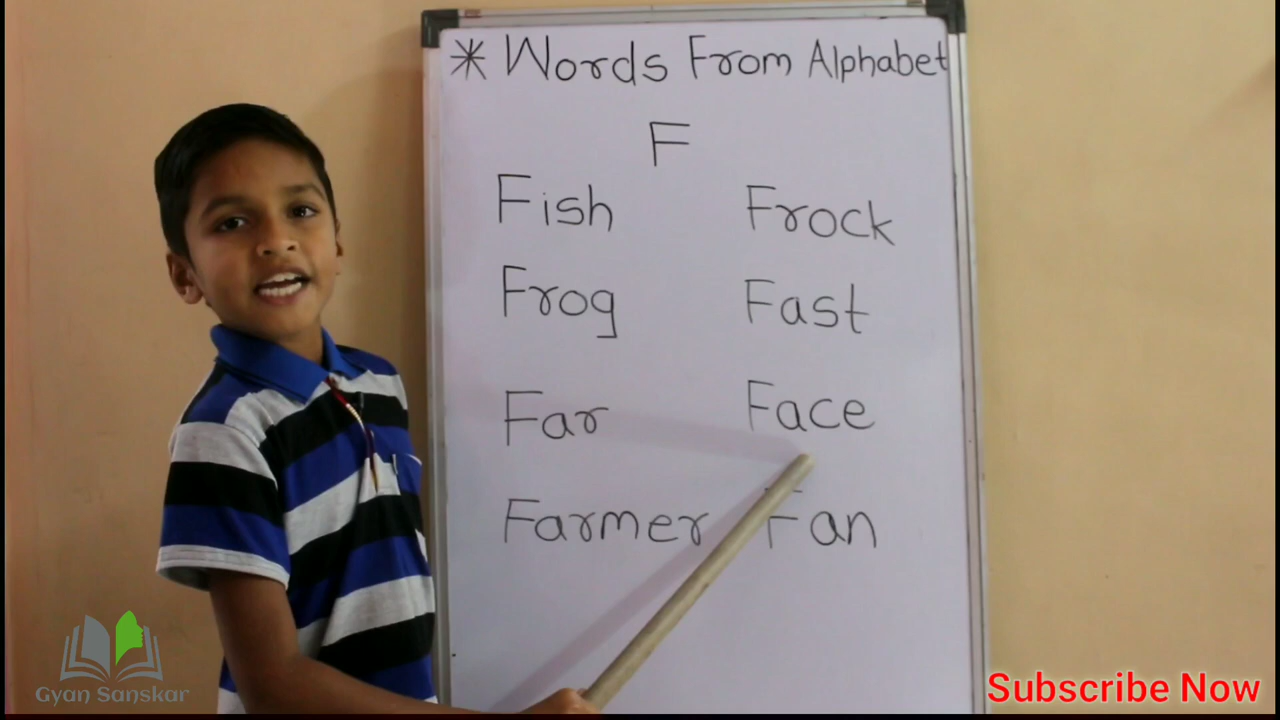 * Words From Alphabet
F
Fish Frock
Frog Fast
Far Face
Farmer Fan
Gyan Sanskar
Subscribe Now